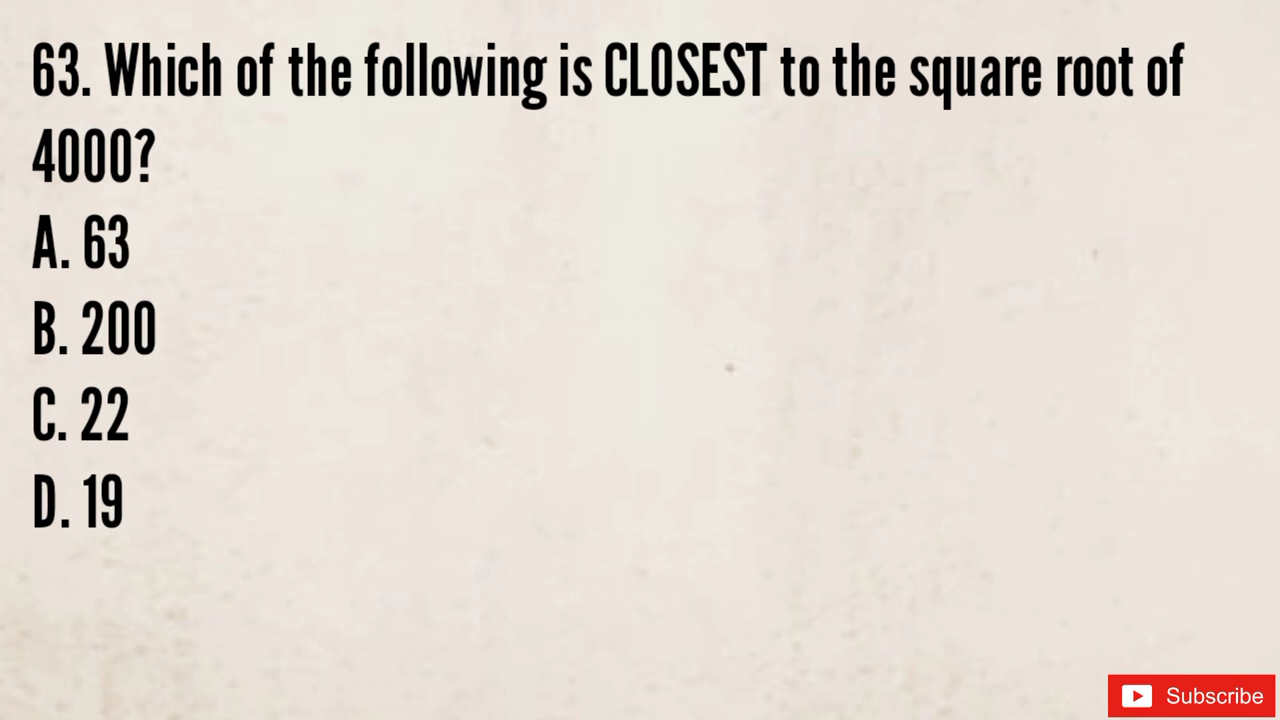 63. Which of the following is CLOSEST to the square root of
4000?
A. 63
B. 200
C. 22
D. 19
Subscribe